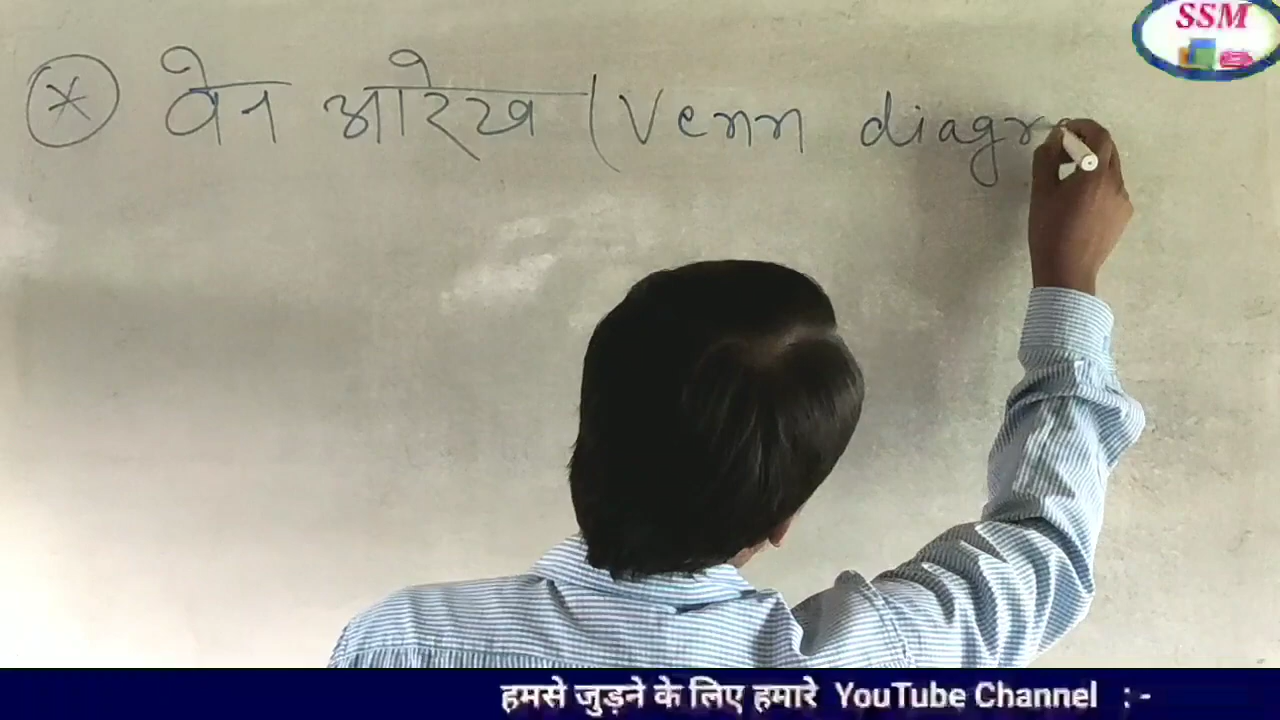 SSM
* वेन आरेख (Venn diagr
हमसे जुड़ने के लिए हमारे YouTube Channel : -